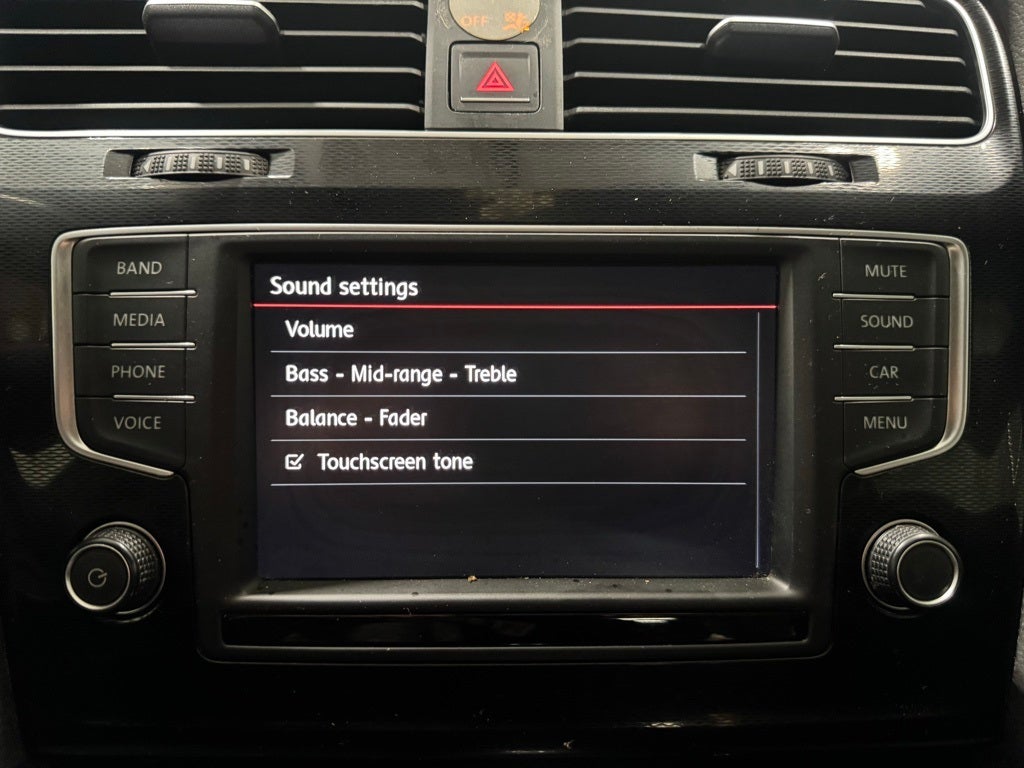 OFF
BAND
MEDIA
PHONE
VOICE
Sound settings
Volume
Bass - Mid-range - Treble
Balance - Fader
Touchscreen tone
MUTE
SOUND
CAR
MENU